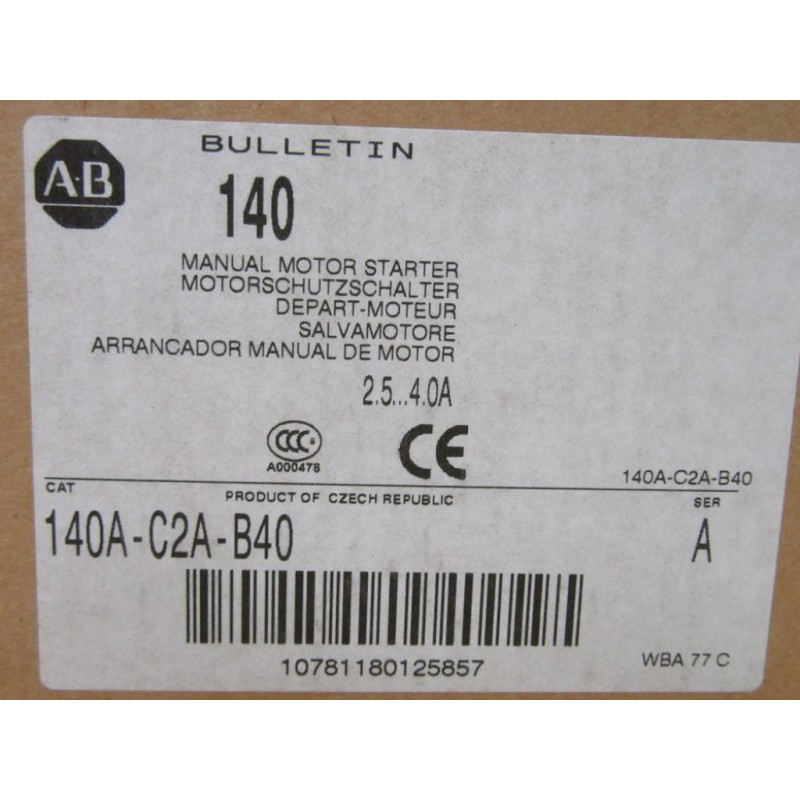 A-B
BULLETIN
140
MANUAL MOTOR STARTER
MOTORSCHUTZSCHALTER
DEPART-MOTEUR
SALVAMOTORE
ARRANCADOR MANUAL DE MOTOR
2.5...4.0A
CCC S
A000478
CE
140A-C2A-B40
CAT
PRODUCT OF CZECH REPUBLIC
SER
140A-C2A-B40
A
10781180125857
WBA 77 C